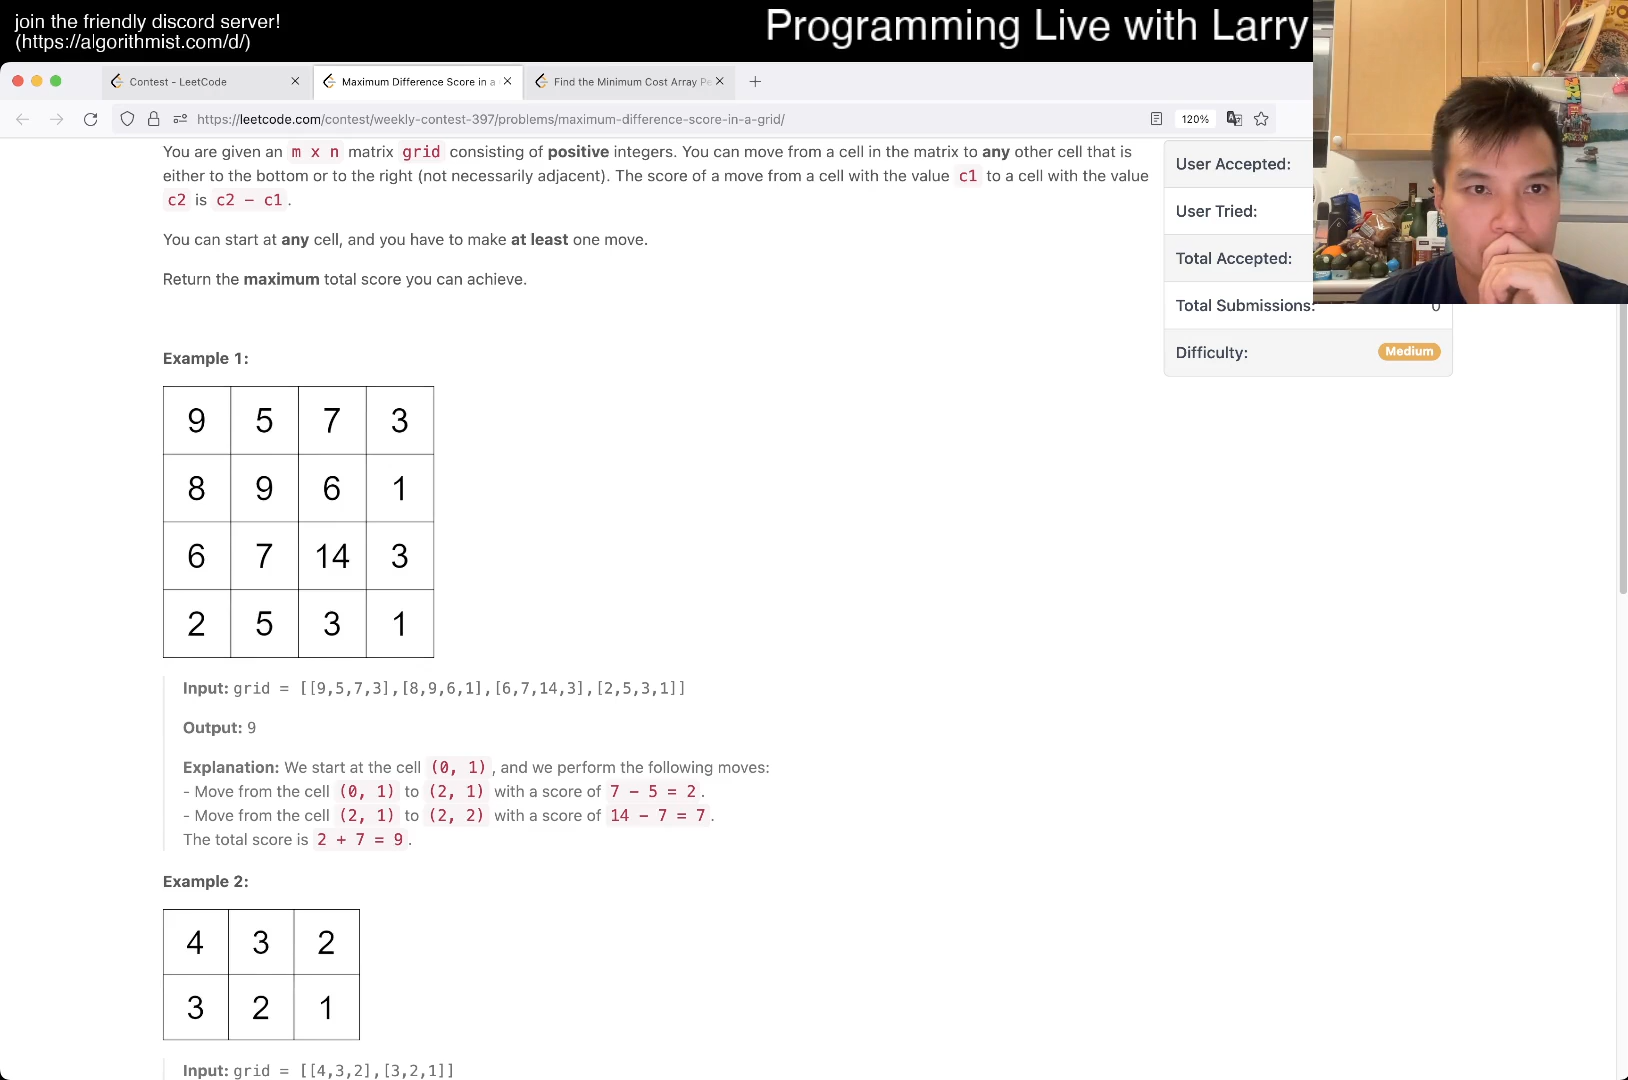 join the friendly discord server!
(https://algorithmist.com/d/)
Programming Live with Larry
Contest - LeetCode
Maximum Difference Score in a
Find the Minimum Cost Array Pe
https://leetcode.com/contest/weekly-contest-397/problems/maximum-difference-score-in-a-grid/
120%
You are given an m x n matrix grid consisting of positive integers. You can move from a cell in the matrix to any other cell that is
either to the bottom or to the right (not necessarily adjacent). The score of a move from a cell with the value c1 to a cell with the value
c2 is c2 - c1.
You can start at any cell, and you have to make at least one move.
Return the maximum total score you can achieve.
User Accepted:
User Tried:
Total Accepted:
Total Submissions: 0
Difficulty: Medium
Example 1:
9 5 7 3
8 9 6 1
6 7 14 3
2 5 3 1
Input: grid = [[9,5,7,3],[8,9,6,1],[6,7,14,3],[2,5,3,1]]
Output: 9
Explanation: We start at the cell (0, 1), and we perform the following moves:
- Move from the cell (0, 1) to (2, 1) with a score of 7 - 5 = 2.
- Move from the cell (2, 1) to (2, 2) with a score of 14 - 7 = 7.
The total score is 2 + 7 = 9.
Example 2:
4 3 2
3 2 1
Input: grid = [[4,3,2],[3,2,1]]